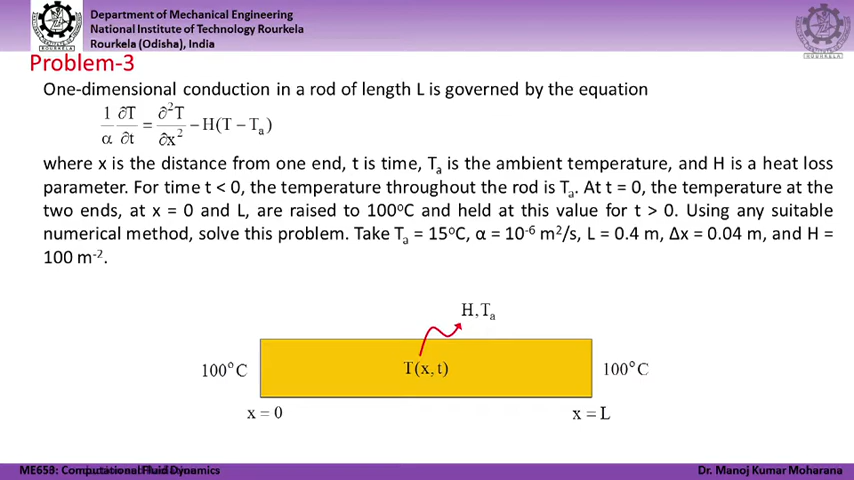 Department of Mechanical Engineering
National Institute of Technology Rourkela
Rourkela (Odisha), India
Problem-3
One-dimensional conduction in a rod of length L is governed by the equation
1/α ∂T/∂t = ∂²T/∂x² − H(T − Tₐ)
where x is the distance from one end, t is time, Tₐ is the ambient temperature, and H is a heat loss
parameter. For time t < 0, the temperature throughout the rod is Tₐ. At t = 0, the temperature at the
two ends, at x = 0 and L, are raised to 100°C and held at this value for t > 0. Using any suitable
numerical method, solve this problem. Take Tₐ = 15°C, α = 10⁻⁶ m²/s, L = 0.4 m, Δx = 0.04 m, and H =
100 m⁻².
H, Tₐ
100°C
T(x, t)
100°C
x = 0
x = L
ME653: Computational Fluid Dynamics
Dr. Manoj Kumar Moharana